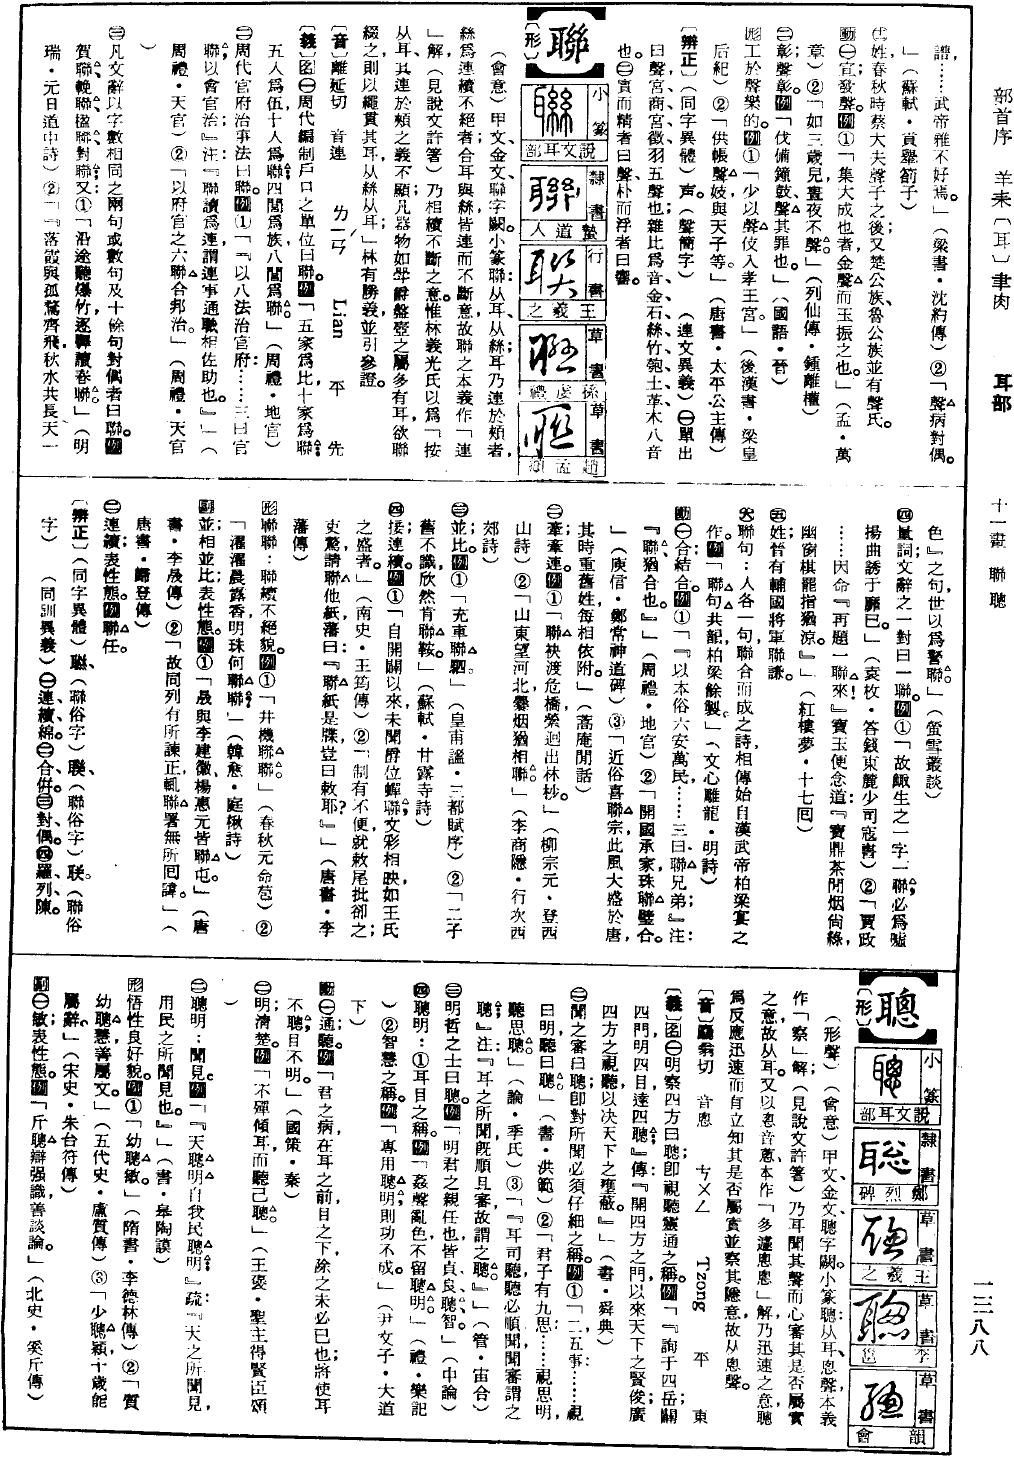 部首序　羊耒〔耳〕聿肉　耳部　十一畫　聯聰　一二八八
譜……武帝雅不好焉。」（梁書・沈約傳）②「聲病對偶。
」（蘇軾・貢舉箚子）
㊆姓春秋時蔡大夫聲子之後又楚公族、魯公族並有聲氏。
動㊀宣發聲。例①「集大成也者金聲而玉振之也。」（孟・萬
章）②「如三歲兒晝夜不聲。」（列仙傳・鍾離權）
㊁彰聲彰。例「伐備鐘鼓聲其罪也。」（國語・晉）
形工於聲樂的。例①「少以聲伎入孝王宮。」（後漢書・梁皇
后紀）②「供帳聲妓與天子等。」（唐書・太平公主傳）
〔辨正〕（同字異體）声。（聲簡字）　（連文異義）㊀單出
曰聲宮商宮徵羽五聲也雜比爲音金石絲竹匏土革木八音
也。㊁實而精者曰聲朴而浮者曰響。
聯
〔形〕
小篆　說文耳部
隸書　蟄道人
行書　王羲之
草書　孫虔禮
草書　趙孟頫
（會意）甲文金文、聯字闕。小篆聯：从耳从絲耳乃連於頰者，
絲爲連續不絕者；合耳與絲皆連而不斷意故聯之本義作「連
」解（見說文許箸）乃相續不斷之意。惟林義光氏以爲「按
从耳其連於頰之義不顯；凡器物如斝爵盤壺之屬多有耳，欲聯
綴之，則以繩貫其耳从絲从耳」林有勝義並引參證。
〔音〕離延切　音連　ㄌㄧㄢˊ　Lian　平　先
〔義〕名㊀周代編制戶口之單位曰聯。例「五家爲比十家爲聯；
五人爲伍十人爲聯；四閭爲族八閭爲聯。」（周禮・地官）
㊁周代官府治事法曰聯。例①「『以八法治官府……三曰官
聯以會官治』；注：『聯讀爲連謂連事通職相佐助也。』」（
周禮・天官）②「以官府之六聯合邦治。」（周禮・天官
）
㊂凡文辭以字數相同之兩句或數句及十餘句對偶者曰聯。例
賀聯輓聯楹聯對聯；又：①「沿途聽爆竹逐驛讀春聯。」（明
瑞・元日道中詩）②「『落霞與孤鶩齊飛，秋水共長天一
色』之句世以爲警聯。」（螢雪叢談）
㊃量詞文辭之一對曰一聯。例①「故飯生之一字一聯；必爲噓
揚曲誘于靡已。」（袁枚・答錢東麓少司寇書）②「賈政
……因命『再題一聯來！』寶玉便念道：『寶鼎茶閒烟尙綠，
幽窗棋罷指猶涼。』」（紅樓夢・十七回）
㊄姓晉有輔國將軍聯謙。
㊅聯句：人各一句聯合而成之詩相傳始自漢武帝柏梁宴之
作。例「聯句共韻，柏梁餘製。」（文心雕龍・明詩）
動㊀合；結合。例①「『以本俗六安萬民，……三曰聯兄弟』注：
『聯猶合也。』」（周禮・地官）②「開國承家珠聯璧合。
」（庾信・鄭常神道碑）③「近俗喜聯宗此風大盛於唐，
其時重舊姓每相依附。」（蒿庵閒話）
㊁牽；牽連。例①「聯袂渡危橋縈迴出林杪。」（柳宗元・登西
山詩）②「山東望河北爨烟猶相聯。」（李商隱・行次西
郊詩）
㊂並；比。例①「充車聯駟。」（皇甫謐・三都賦序）②「二子
舊不識欣然肯聯鞍。」（蘇軾・甘露寺詩）
㊃接；連續。例①「自開闢以來未聞爵位蟬聯文彩相映如王氏
之盛者。」（南史・王筠傳）②「制有不便就敕尾批卻之；
吏驚請聯他紙藩曰：『聯紙是牒豈曰敕耶？』」（唐書・李
藩傳）
形聯聯：聯續不絕貌。例①「井機聯聯。」（春秋元命苞）②
「濯濯晨露香，明珠何聯聯！」（韓愈・庭楸詩）
副㊀並；相並；比；表性態。例①「晟與李建徽、楊惠元皆聯屯。」（唐
書・李晟傳）②「故同列有所諫正輒聯署無所回諱。」（
唐書・歸登傳）
㊁連續表性態。例聯任。
〔辨正〕（同字異體）聨、（聯俗字）聫、（聯俗字）联。（聯俗
字）　（同訓異義）㊀連、續、綿。㊁合、併。㊂對、偶。㊃羅、列、陳。
聰
〔形〕
小篆　說文耳部
隸書　鄭烈碑
草書　王羲之
草書　李邕
草書　韻會
（形聲）（會意）甲文金文、聰字闕。小篆聰：从耳悤聲本義
作「察」解（見說文許箸）乃耳聞其聲而心審其是否屬實
之意故从耳。又以悤音蔥本作「多遽悤悤」解乃迅速之意；聰
爲反應迅速而自立知其是否屬實並察其隱意故从悤聲。
〔音〕麤翁切　音悤　ㄘㄨㄥ　Tzong　平　東
〔義〕名㊀明察四方曰聰；卽視聽猨通之稱。例「『詢于四岳闢
四門明四目達四聰』；傳：『開四方之門以來天下之賢俊廣
四方之視聽以決天下之壅蔽。』」（書・舜典）
㊁聞之審曰聰；卽對所聞必須仔細之稱。例①「二五事：……視
曰明聽曰聰。」（書・洪範）②「君子有九思：……視思明，
聽思聰。」（論・季氏）③「『耳司聽聽必順聞聞審謂之
聰。』注『耳之所聞旣順且審故謂之聰。』」（管・宙合）
㊂明哲之士曰聰。例「明君之親任也皆貞、良、聰、智。」（中論）
㊃聰明：①耳目之稱。例「姦聲亂色不留聰明。」（禮・樂記
）②智慧之稱。例「專用聰明則功不成。」（尹文子・大道
下）
動㊀通聽。例「君之病在耳之前目之下，除之未必已也，將使耳
不聰，目不明。」（國策・秦）
㊁明；淸楚。例「不殫傾耳而聽已聰。」（王褒・聖主得賢臣頌
）
㊁聰明：聞見。例「『天聰明自我民聰明』；疏：『天之所聞見，
用民之所聞見也。』」（書・皋陶謨）
形悟性良好貌。例①「幼聰敏。」（隋書・李德林傳）②「質
幼聰慧善屬文。」（五代史・盧質傳）③「少聰穎十歲能
屬辭。」（宋史・朱台符傳）
副㊀敏；表性態。例「斤聰辯强識善談論。」（北史・奚斤傳）